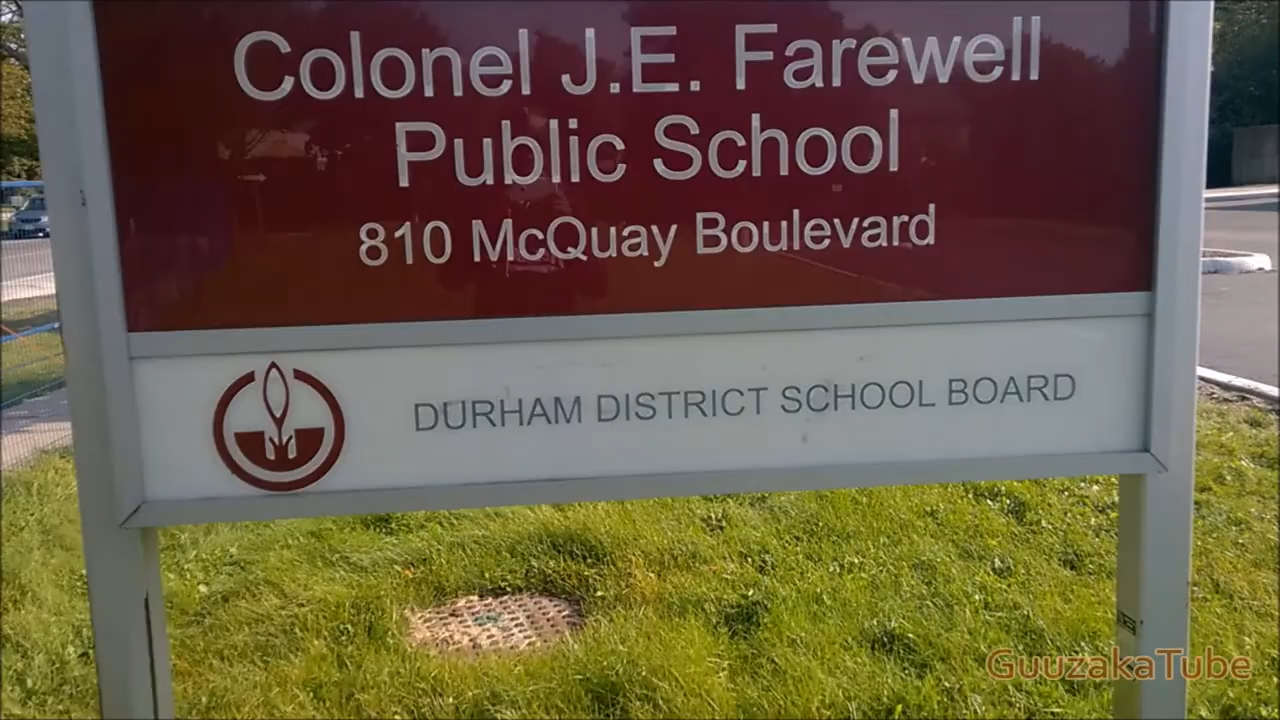 Colonel J.E. Farewell
Public School
810 McQuay Boulevard
DURHAM DISTRICT SCHOOL BOARD
GuuzakaTube